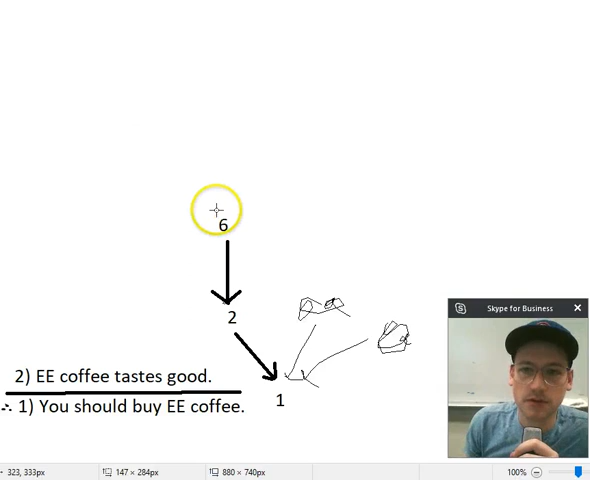 6
Skype for Business
2
2) EE coffee tastes good.
∴ 1) You should buy EE coffee.
1
323, 333px
147 × 284px
880 × 740px
100%